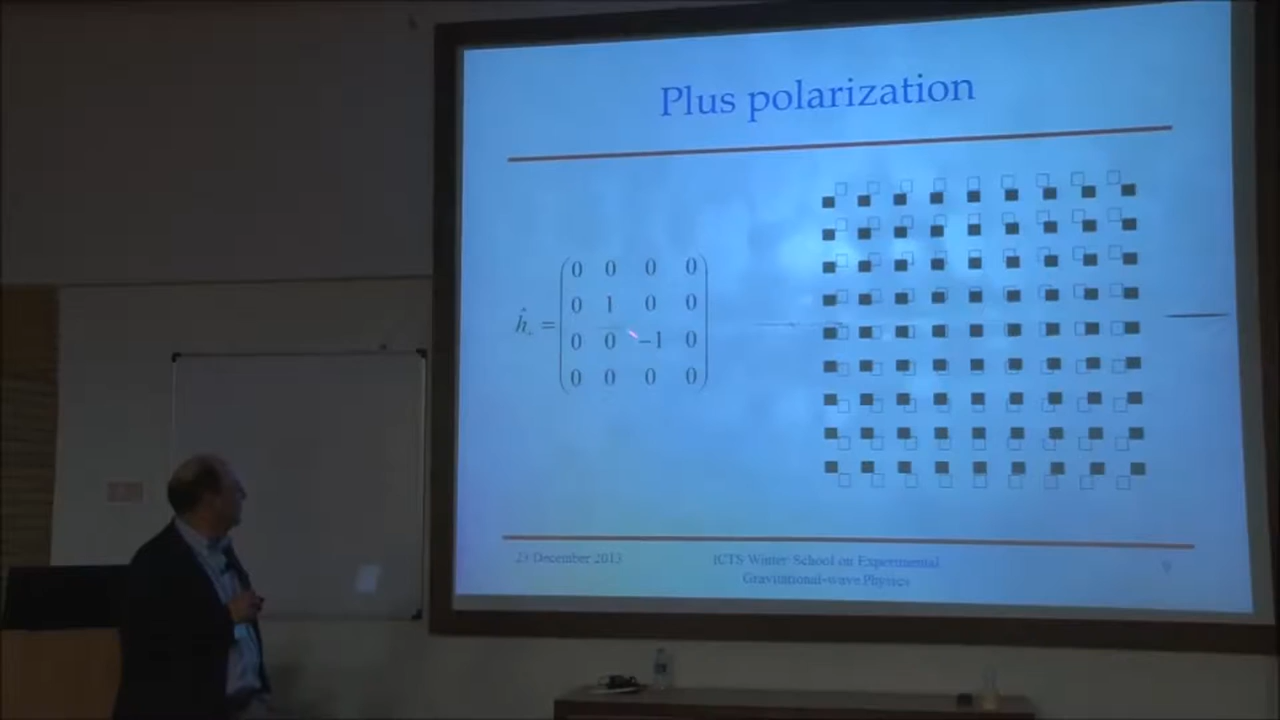 Plus polarization
ĥ₊ =
0 0 0 0
0 1 0 0
0 0 −1 0
0 0 0 0
23 December 2013
ICTS Winter School on Experimental
Gravitational-wave Physics
9